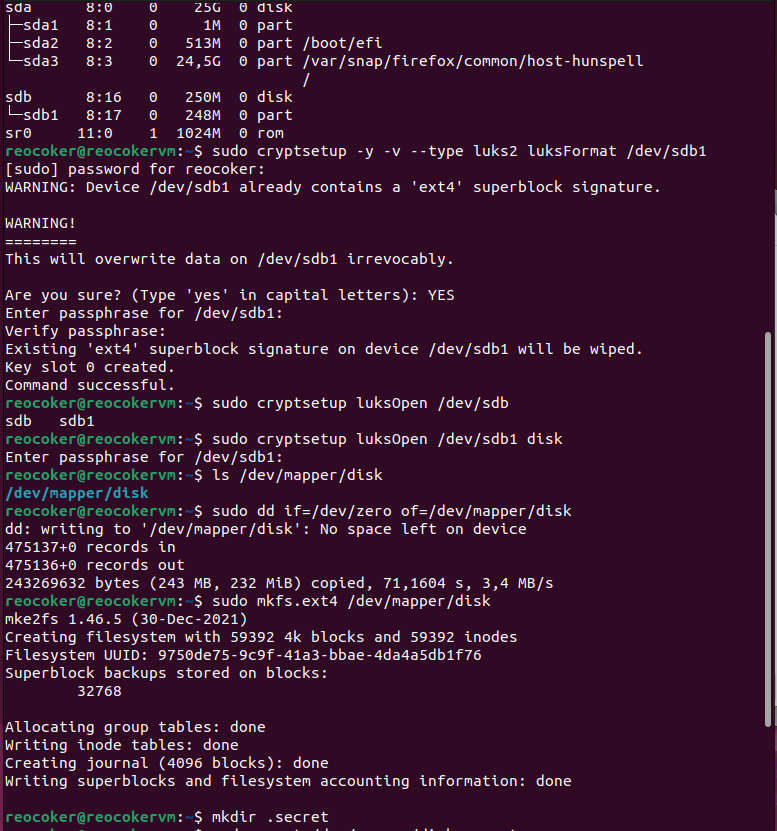 sda      8:0    0    25G  0 disk
├─sda1   8:1    0     1M  0 part
├─sda2   8:2    0   513M  0 part /boot/efi
└─sda3   8:3    0  24,5G  0 part /var/snap/firefox/common/host-hunspell
                                 /
sdb      8:16   0   250M  0 disk
└─sdb1   8:17   0   248M  0 part
sr0     11:0    1  1024M  0 rom
reocoker@reocokervm:~$ sudo cryptsetup -y -v --type luks2 luksFormat /dev/sdb1
[sudo] password for reocoker:
WARNING: Device /dev/sdb1 already contains a 'ext4' superblock signature.

WARNING!
========
This will overwrite data on /dev/sdb1 irrevocably.

Are you sure? (Type 'yes' in capital letters): YES
Enter passphrase for /dev/sdb1:
Verify passphrase:
Existing 'ext4' superblock signature on device /dev/sdb1 will be wiped.
Key slot 0 created.
Command successful.
reocoker@reocokervm:~$ sudo cryptsetup luksOpen /dev/sdb
sdb   sdb1
reocoker@reocokervm:~$ sudo cryptsetup luksOpen /dev/sdb1 disk
Enter passphrase for /dev/sdb1:
reocoker@reocokervm:~$ ls /dev/mapper/disk
/dev/mapper/disk
reocoker@reocokervm:~$ sudo dd if=/dev/zero of=/dev/mapper/disk
dd: writing to '/dev/mapper/disk': No space left on device
475137+0 records in
475136+0 records out
243269632 bytes (243 MB, 232 MiB) copied, 71,1604 s, 3,4 MB/s
reocoker@reocokervm:~$ sudo mkfs.ext4 /dev/mapper/disk
mke2fs 1.46.5 (30-Dec-2021)
Creating filesystem with 59392 4k blocks and 59392 inodes
Filesystem UUID: 9750de75-9c9f-41a3-bbae-4da4a5db1f76
Superblock backups stored on blocks:
        32768

Allocating group tables: done
Writing inode tables: done
Creating journal (4096 blocks): done
Writing superblocks and filesystem accounting information: done

reocoker@reocokervm:~$ mkdir .secret